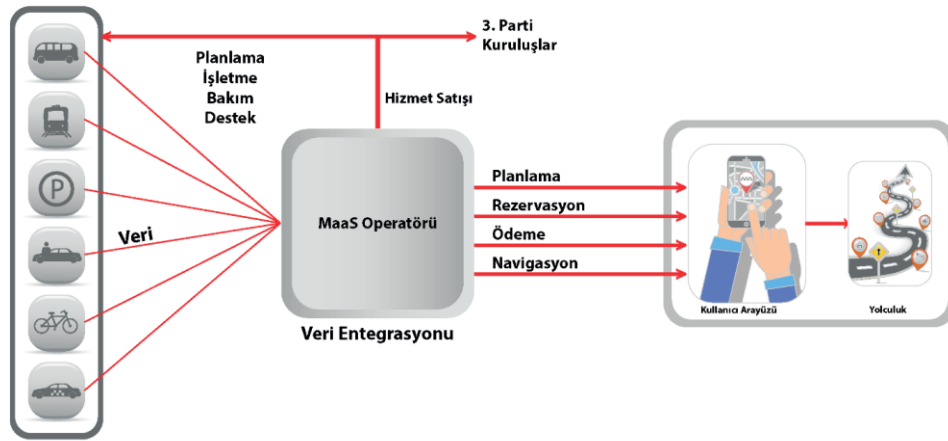 3. Parti
Kuruluşlar
Planlama
İşletme
Bakım
Destek
Hizmet Satışı
P
Veri
MaaS Operatörü
Planlama
Rezervasyon
Ödeme
Navigasyon
Veri Entegrasyonu
Kullanıcı Arayüzü
Yolculuk